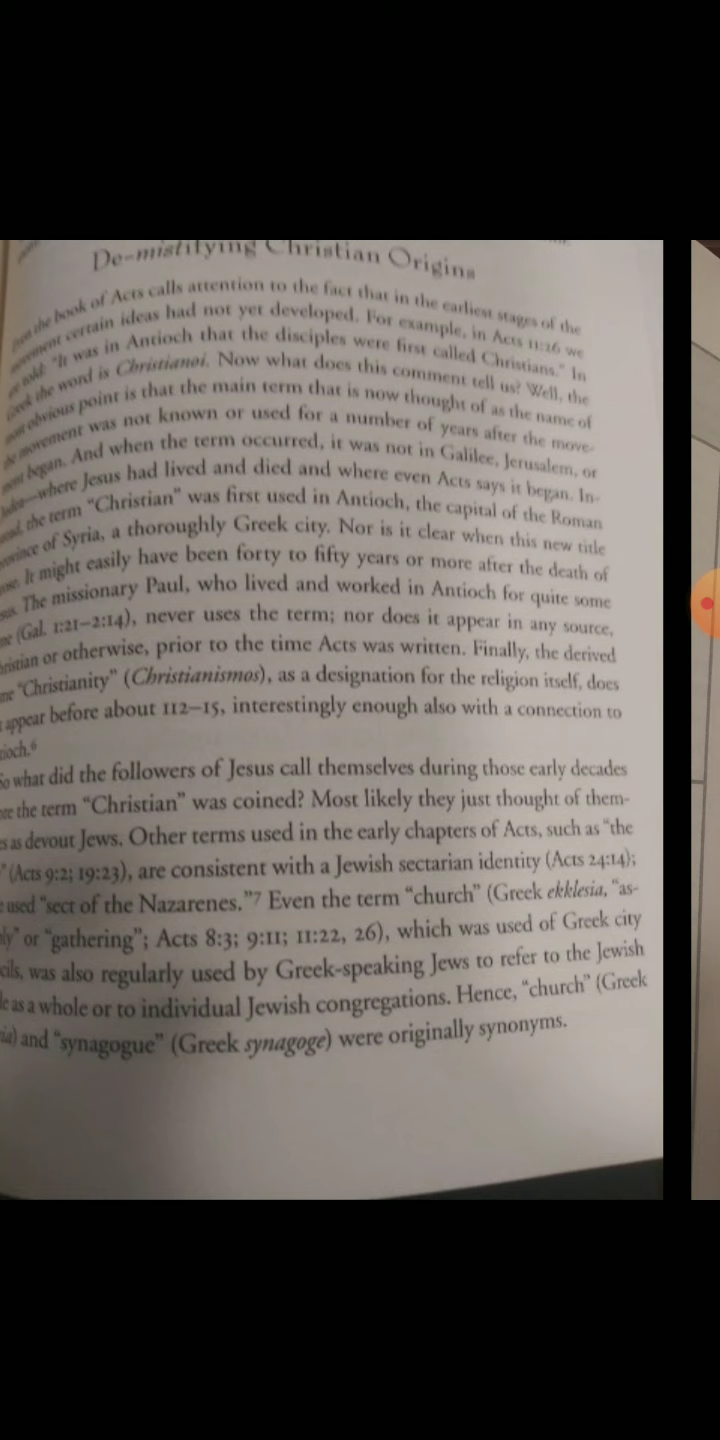 De-mistifying Christian Origins
the book of Acts calls attention to the fact that in the earliest stages of the
certain ideas had not yet developed. For example, in Acts 11:26 we
told: "It was in Antioch that the disciples were first called Christians." In
Greek the word is Christianoi. Now what does this comment tell us? Well, the
most obvious point is that the main term that is now thought of as the name of
the movement was not known or used for a number of years after the move-
ment began. And when the term occurred, it was not in Galilee, Jerusalem, or
where Jesus had lived and died and where even Acts says it began. In-
the term "Christian" was first used in Antioch, the capital of the Roman
province of Syria, a thoroughly Greek city. Nor is it clear when this new title
It might easily have been forty to fifty years or more after the death of
The missionary Paul, who lived and worked in Antioch for quite some
(Gal. 1:21–2:14), never uses the term; nor does it appear in any source,
ristian or otherwise, prior to the time Acts was written. Finally, the derived
me "Christianity" (Christianismos), as a designation for the religion itself, does
appear before about 112–15, interestingly enough also with a connection to
tioch.6
So what did the followers of Jesus call themselves during those early decades
ore the term "Christian" was coined? Most likely they just thought of them-
es as devout Jews. Other terms used in the early chapters of Acts, such as "the
" (Acts 9:2; 19:23), are consistent with a Jewish sectarian identity (Acts 24:14);
e used "sect of the Nazarenes."7 Even the term "church" (Greek ekklesia, "as-
ly" or "gathering"; Acts 8:3; 9:11; 11:22, 26), which was used of Greek city
cils, was also regularly used by Greek-speaking Jews to refer to the Jewish
le as a whole or to individual Jewish congregations. Hence, "church" (Greek
ia) and "synagogue" (Greek synagoge) were originally synonyms.